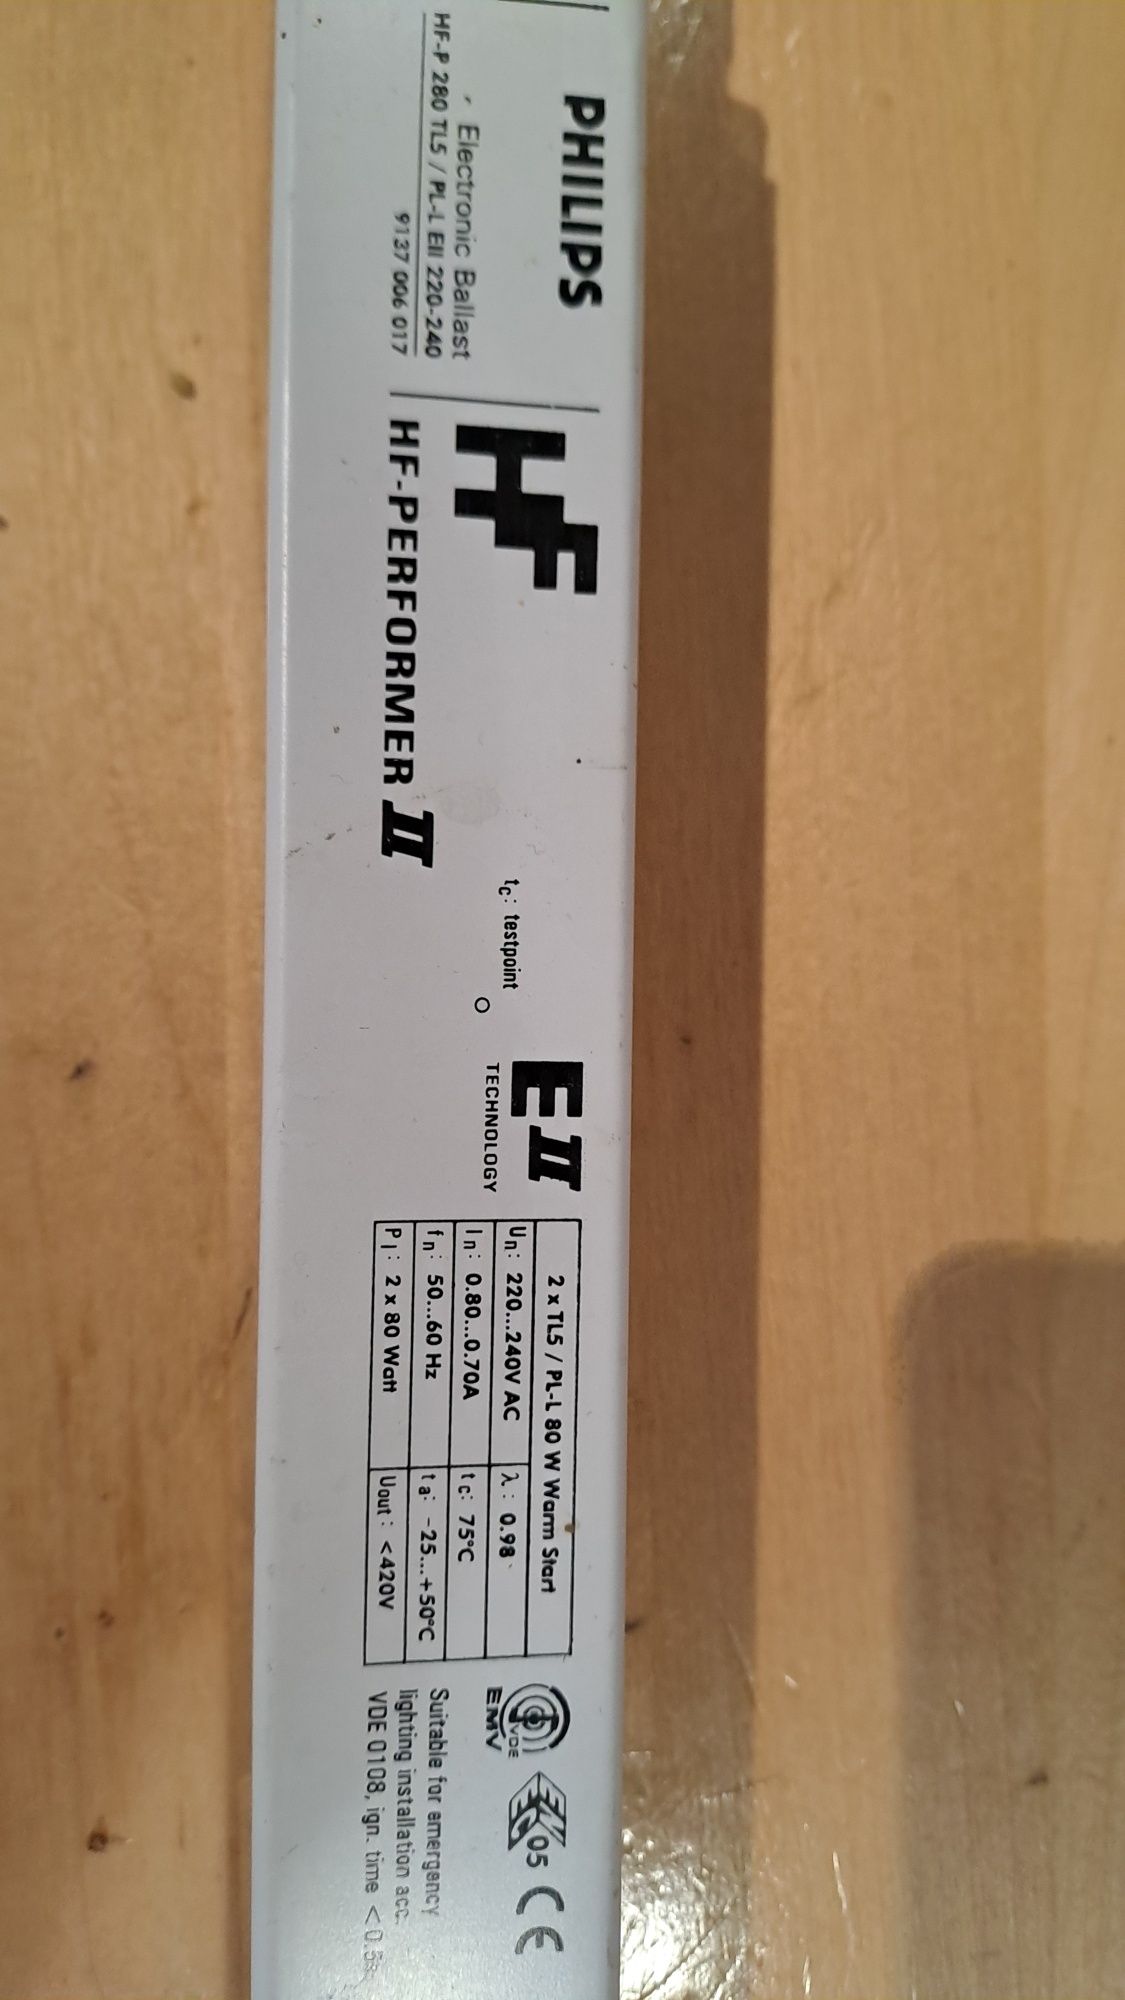 PHILIPS
Electronic Ballast
HF-P 280 TL5 / PL-L EII 220-240
9137 006 017
HF
HF-PERFORMER II
tc: testpoint
EII
TECHNOLOGY
2 x TL5 / PL-L 80 W Warm Start
Un: 220...240V AC λ: 0.98
In: 0.80...0.70A tc: 75°C
fn: 50...60 Hz ta: -25...+50°C
Pl: 2 x 80 Watt Uout: <420V
VDE
EMV
ENEC 05 CE
Suitable for emergency
lighting installation acc.
VDE 0108, ign. time < 0.5s